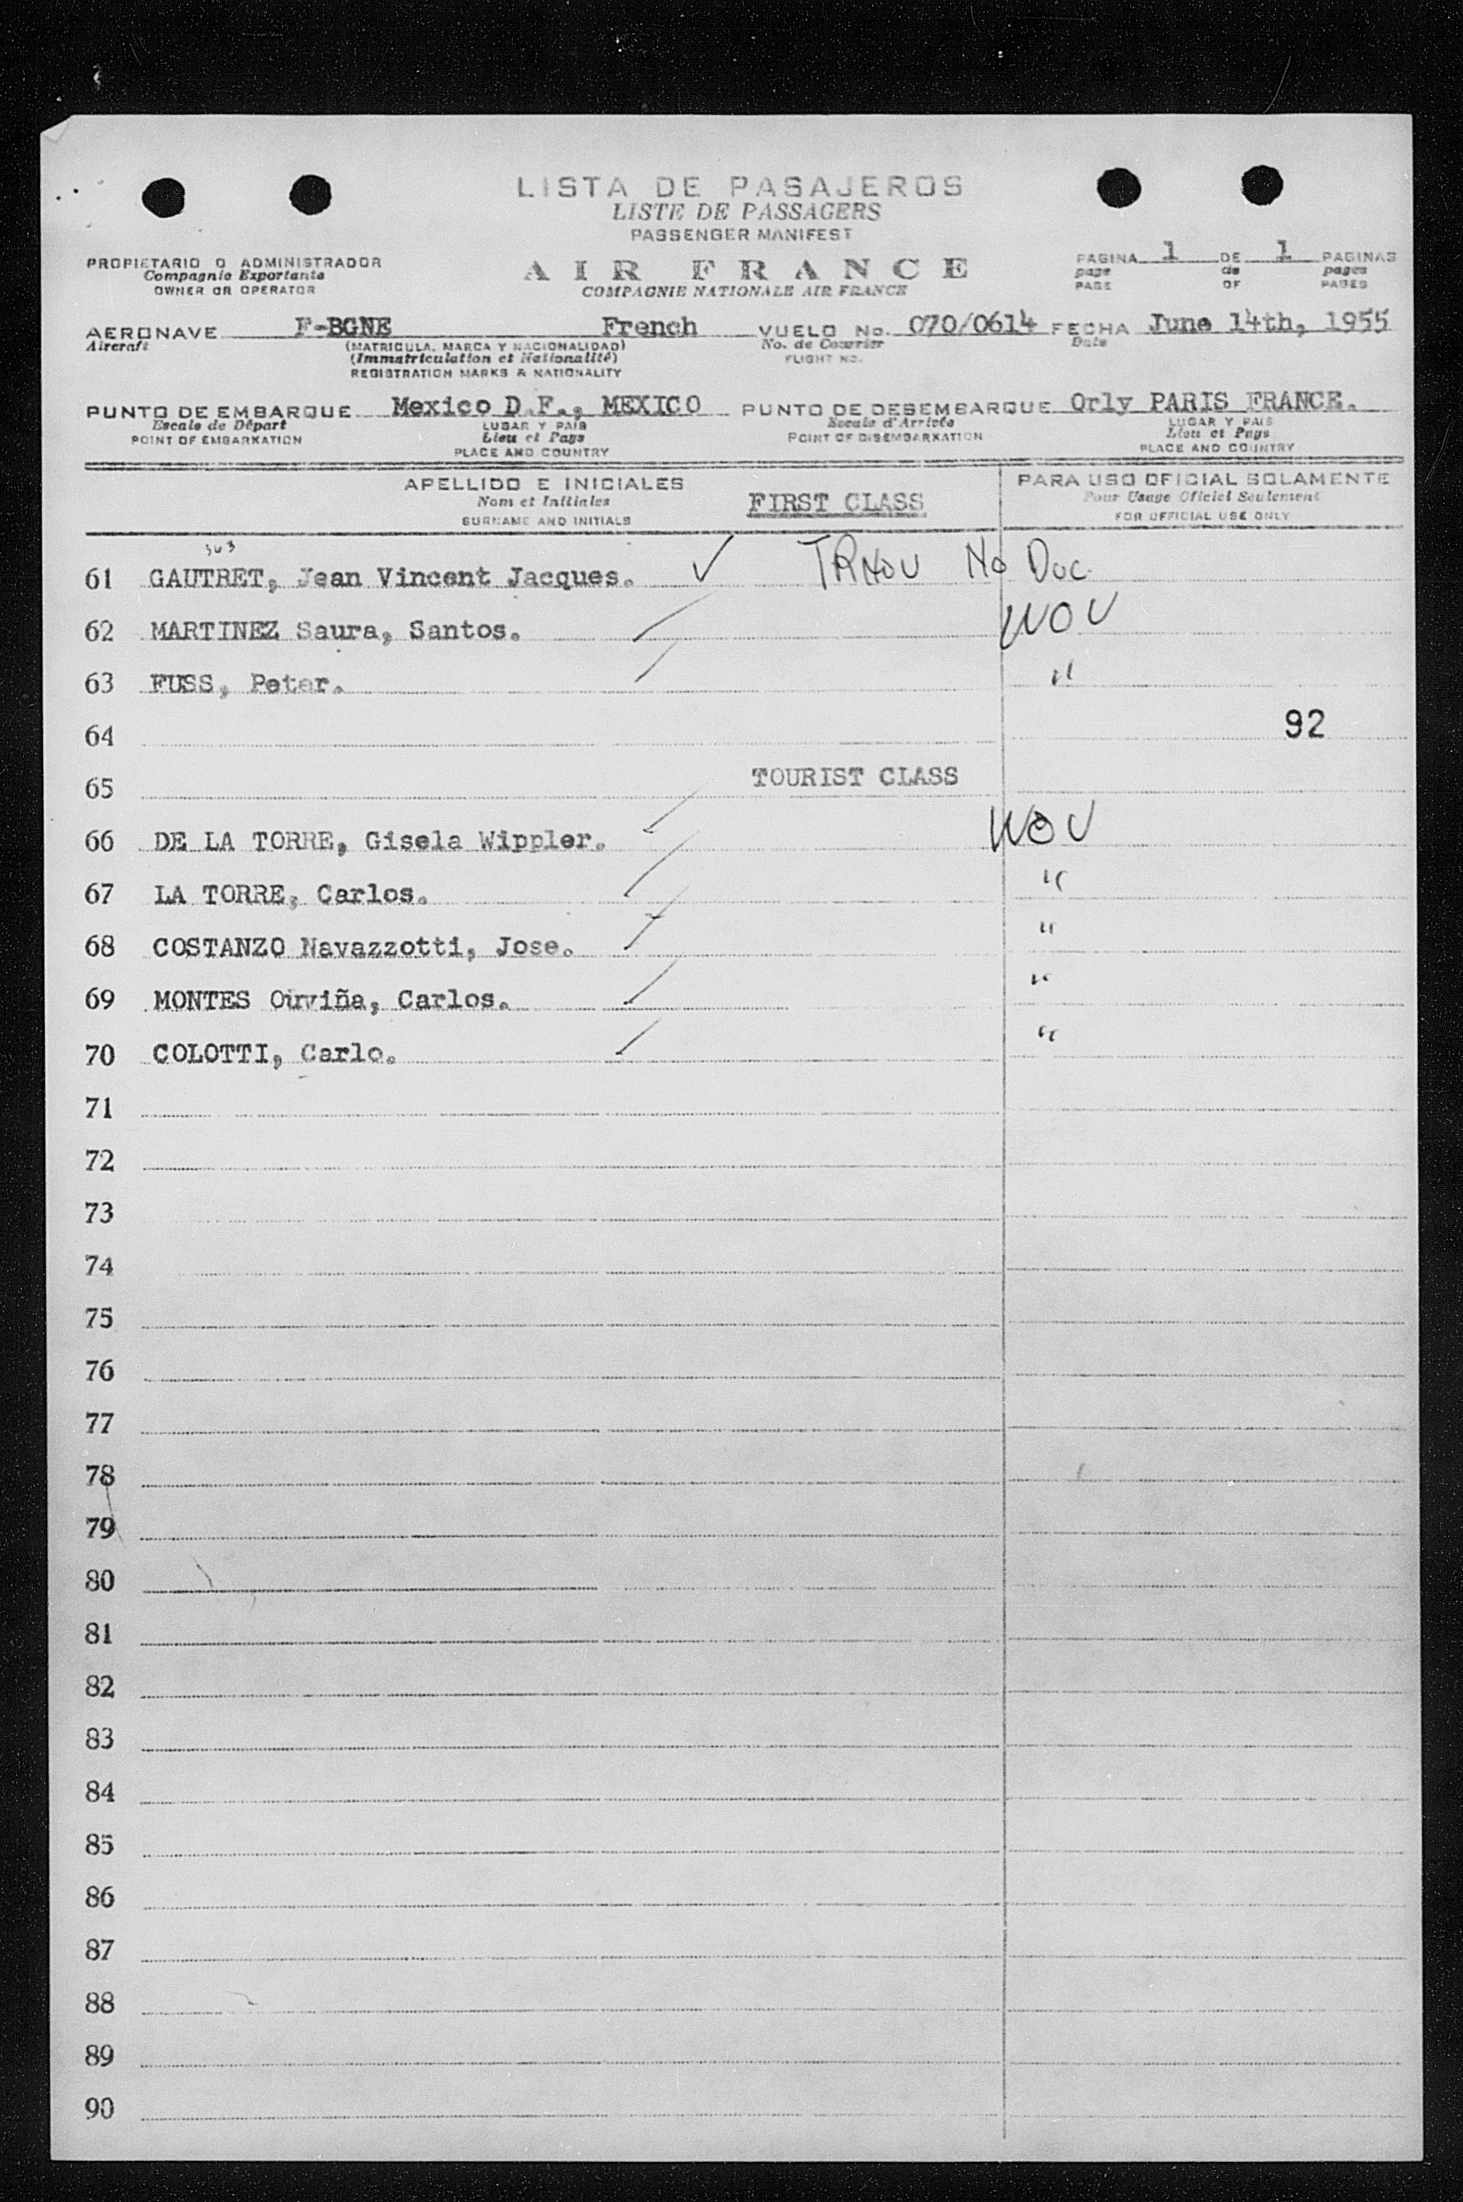 LISTA DE PASAJEROS
LISTE DE PASSAGERS
PASSENGER MANIFEST
PROPIETARIO O ADMINISTRADOR
Compagnie Exportante
OWNER OR OPERATOR
AIR FRANCE
COMPAGNIE NATIONALE AIR FRANCE
PAGINA 1 DE 1 PAGINAS
page de pages
PAGE OF PAGES
AERONAVE F-BGNE French VUELO No. 070/0614 FECHA June 14th, 1955
Aircraft (MATRICULA, MARCA Y NACIONALIDAD) No. de Courrier Date
(Immatriculation et Nationalité) FLIGHT NO.
REGISTRATION MARKS & NATIONALITY
PUNTO DE EMBARQUE Mexico D.F., MEXICO PUNTO DE DESEMBARQUE Orly PARIS FRANCE.
Escale de Départ LUGAR Y PAIS Escale d'Arrivée LUGAR Y PAIS
POINT OF EMBARKATION Lieu et Pays POINT OF DISEMBARKATION Lieu et Pays
PLACE AND COUNTRY PLACE AND COUNTRY
APELLIDO E INICIALES FIRST CLASS PARA USO OFICIAL SOLAMENTE
Nom et Initiales Pour Usage Oficiel Seulement
SURNAME AND INITIALS FOR OFFICIAL USE ONLY
61 GAUTRET, Jean Vincent Jacques. No Doc.
62 MARTINEZ Saura, Santos. WOV
63 FUSS, Peter. "
64 92
65 TOURIST CLASS
66 DE LA TORRE, Gisela Wippler. WOV
67 LA TORRE, Carlos. "
68 COSTANZO Navazzotti, Jose. "
69 MONTES Ouviña, Carlos. "
70 COLOTTI, Carlo. "
71
72
73
74
75
76
77
78
79
80
81
82
83
84
85
86
87
88
89
90